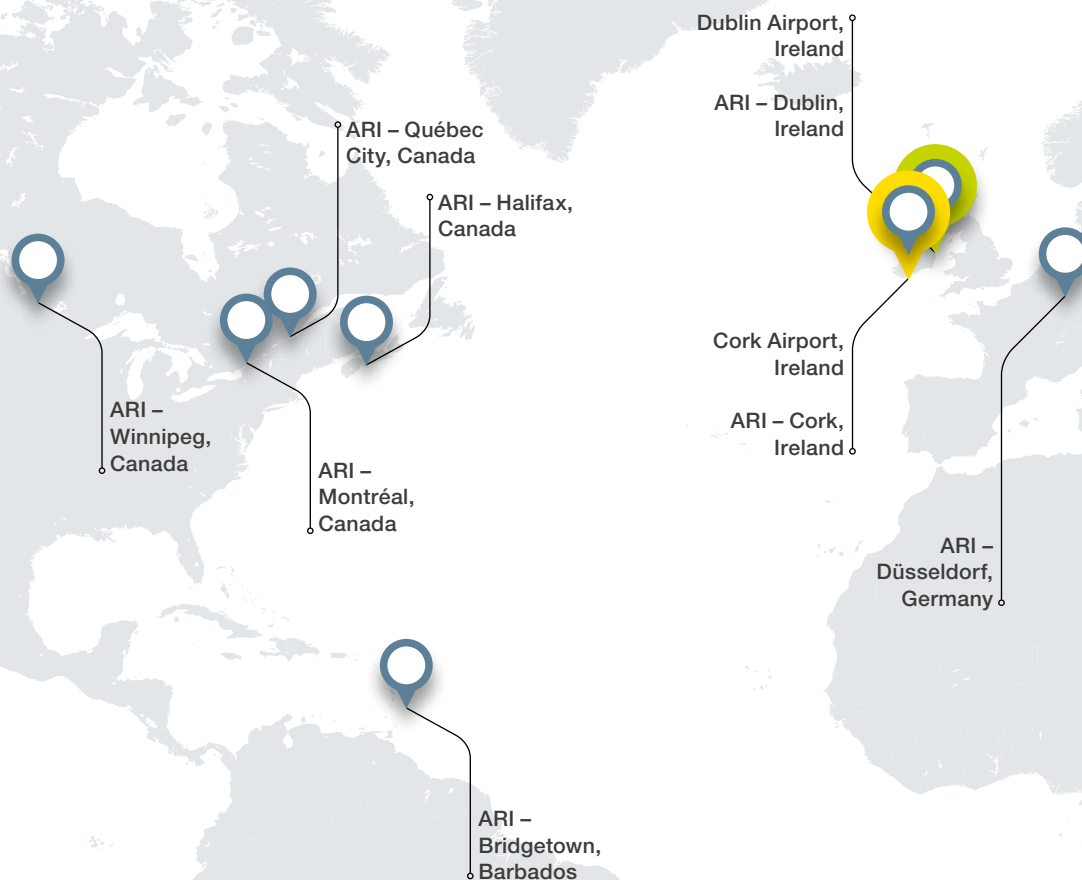 Dublin Airport,
Ireland
ARI – Dublin,
Ireland
ARI – Québec
City, Canada
ARI – Halifax,
Canada
Cork Airport,
Ireland
ARI – Cork,
Ireland
ARI –
Winnipeg,
Canada
ARI –
Montréal,
Canada
ARI –
Düsseldorf,
Germany
ARI –
Bridgetown,
Barbados